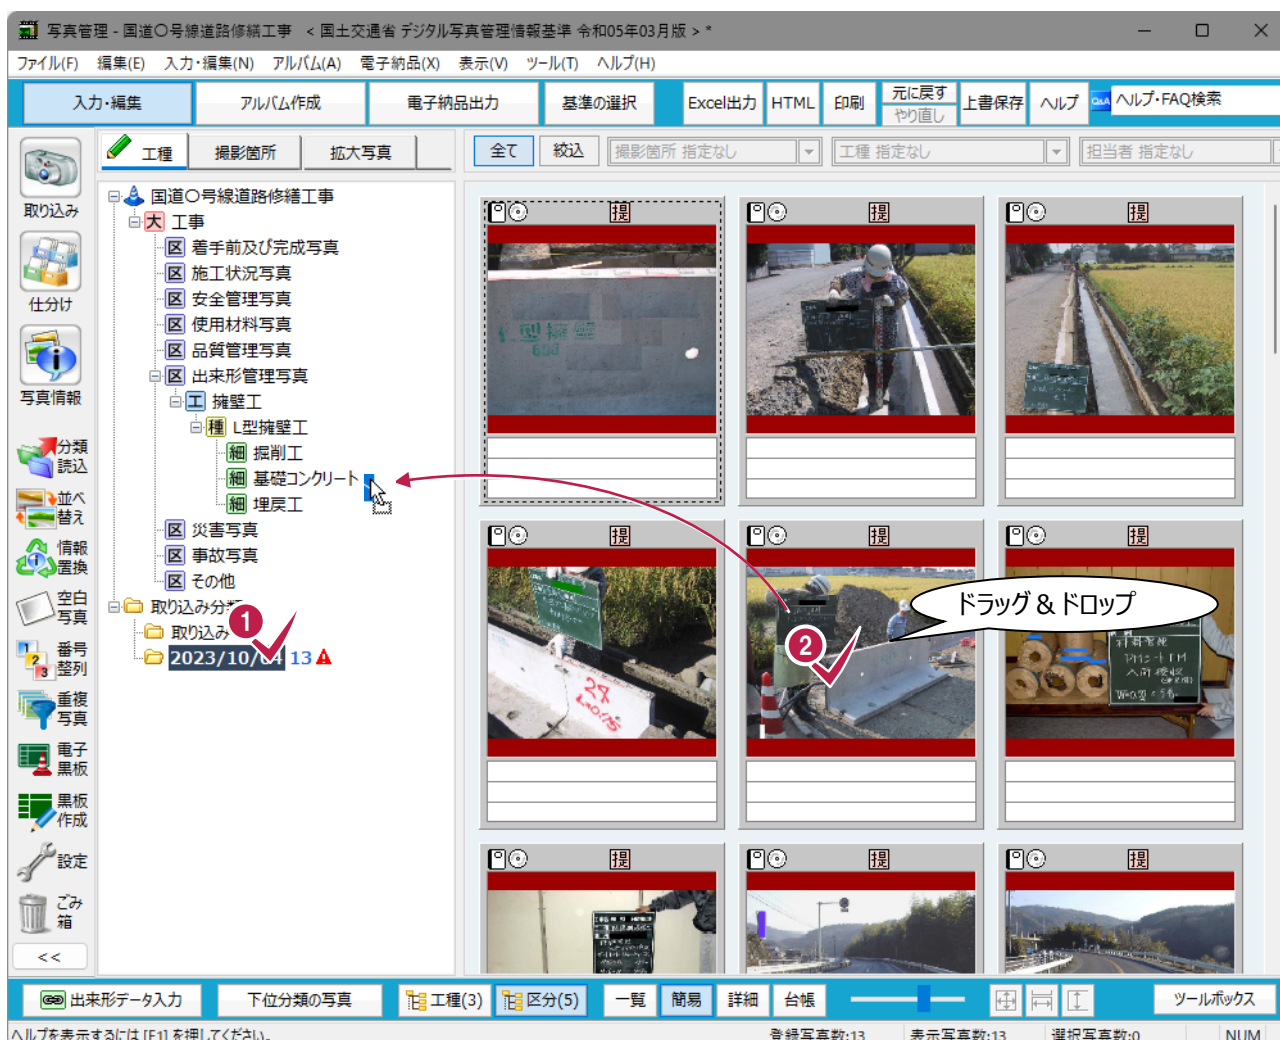 写真管理 - 国道〇号線道路修繕工事 < 国土交通省 デジタル写真管理情報基準 令和05年03月版 > *
ファイル(F) 編集(E) 入力・編集(N) アルバム(A) 電子納品(X) 表示(V) ツール(T) ヘルプ(H)
入力・編集 アルバム作成 電子納品出力 基準の選択 Excel出力 HTML 印刷 元に戻す やり直し 上書保存 ヘルプ Q&A ヘルプ・FAQ検索
工種 撮影箇所 拡大写真 全て 絞込 撮影箇所 指定なし 工種 指定なし 担当者 指定なし
取り込み
仕分け
写真情報
分類読込
並べ替え
情報置換
空白写真
番号整列
重複写真
電子黒板
黒板作成
設定
ごみ箱
<<
国道〇号線道路修繕工事
大 工事
区 着手前及び完成写真
区 施工状況写真
区 安全管理写真
区 使用材料写真
区 品質管理写真
区 出来形管理写真
工 擁壁工
種 L型擁壁工
細 掘削工
細 基礎コンクリート
細 埋戻工
区 災害写真
区 事故写真
区 その他
取り込み分
取り込み
2023/10/04 13
1
提 提 提
型擁壁
600
提 提 提
24
L=0.75
2
ドラッグ & ドロップ
提 提 提
出来形データ入力 下位分類の写真 工種(3) 区分(5) 一覧 簡易 詳細 台帳 ツールボックス
ヘルプを表示するには [F1] を押してください。 登録写真数:13 表示写真数:13 選択写真数:0 NUM